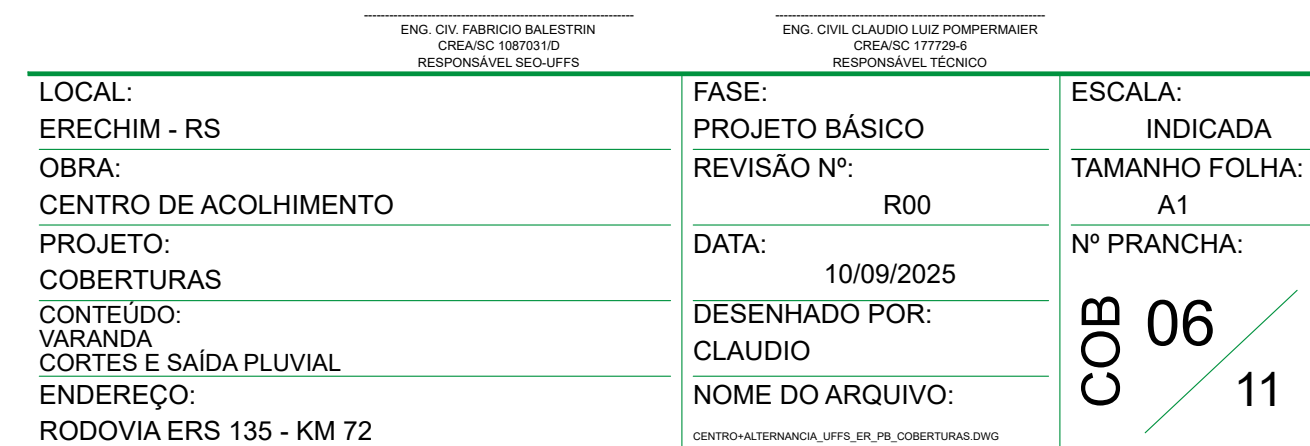 ENG. CIV. FABRICIO BALESTRIN
CREA/SC 1087031/D
RESPONSÁVEL SEO-UFFS
ENG. CIVIL CLAUDIO LUIZ POMPERMAIER
CREA/SC 177729-6
RESPONSÁVEL TÉCNICO
LOCAL:
ERECHIM - RS
FASE:
PROJETO BÁSICO
ESCALA:
INDICADA
OBRA:
CENTRO DE ACOLHIMENTO
REVISÃO Nº:
R00
TAMANHO FOLHA:
A1
PROJETO:
COBERTURAS
DATA:
10/09/2025
Nº PRANCHA:
COB
06
11
CONTEÚDO:
VARANDA
CORTES E SAÍDA PLUVIAL
DESENHADO POR:
CLAUDIO
ENDEREÇO:
RODOVIA ERS 135 - KM 72
NOME DO ARQUIVO:
CENTRO+ALTERNANCIA_UFFS_ER_PB_COBERTURAS.DWG